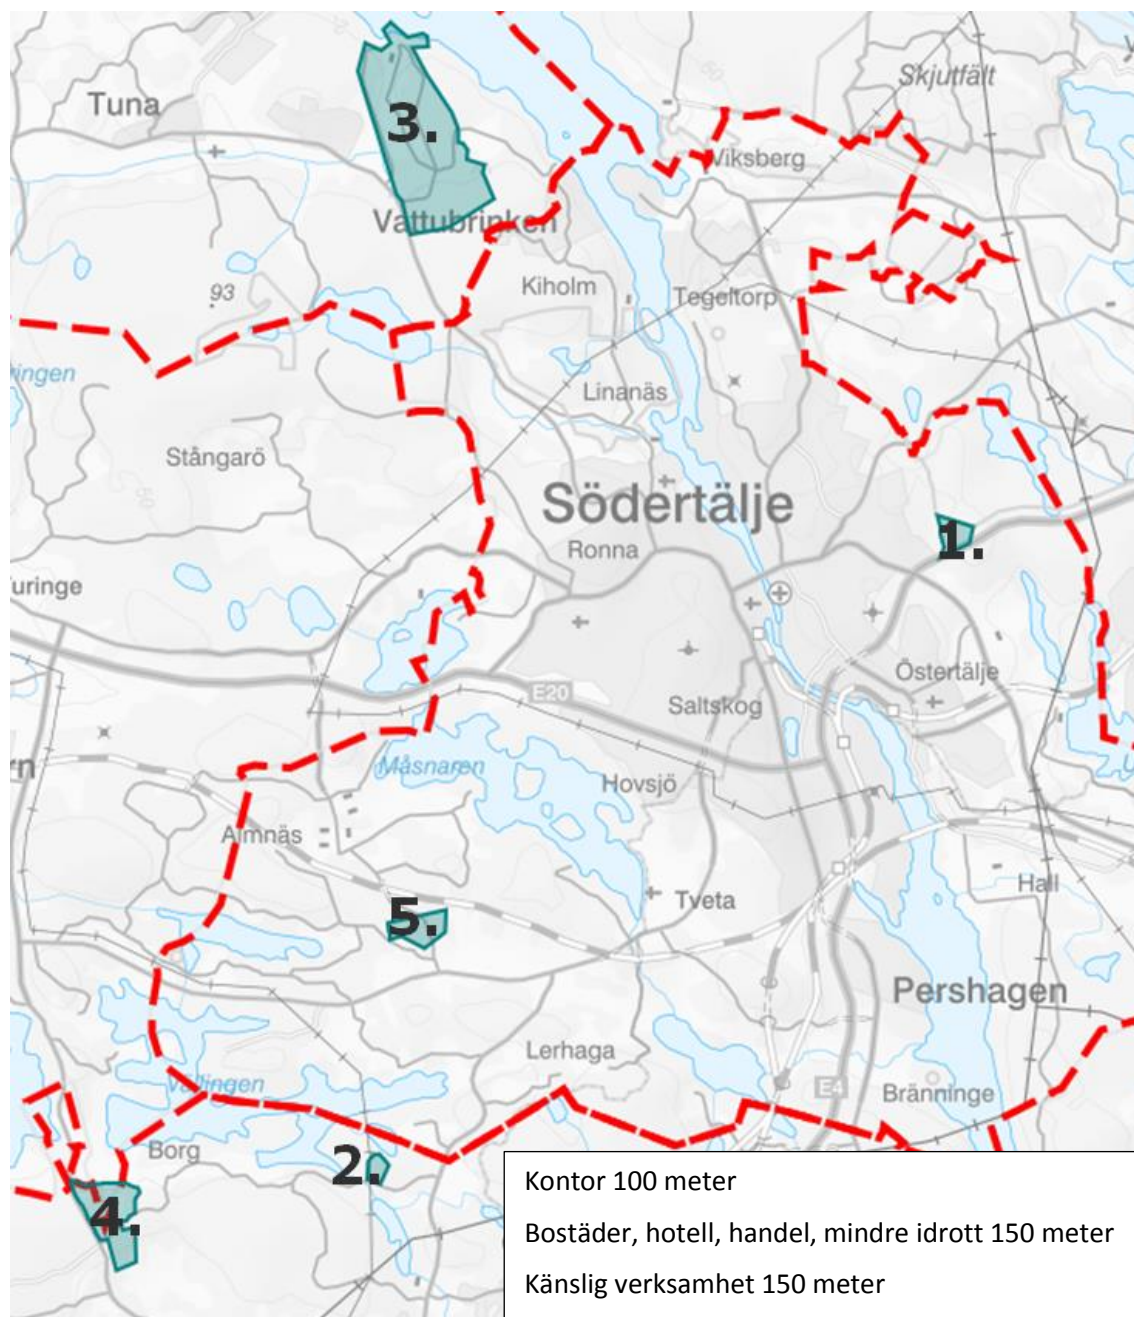 Skjutfält
Tuna
3.
Viksberg
Vattubrinken
Kiholm
93
Tegeltorp
ringen
Linanäs
Stångarö
Södertälje
1.
Ronna
uringe
Östertälje
E20
Saltskog
rn
Måsnaren
Hovsjö
Almnäs
Hall
Tveta
5.
Pershagen
Lerhaga
Vällingen
E4
Bränninge
Borg
2.
4.
Kontor 100 meter
Bostäder, hotell, handel, mindre idrott 150 meter
Känslig verksamhet 150 meter